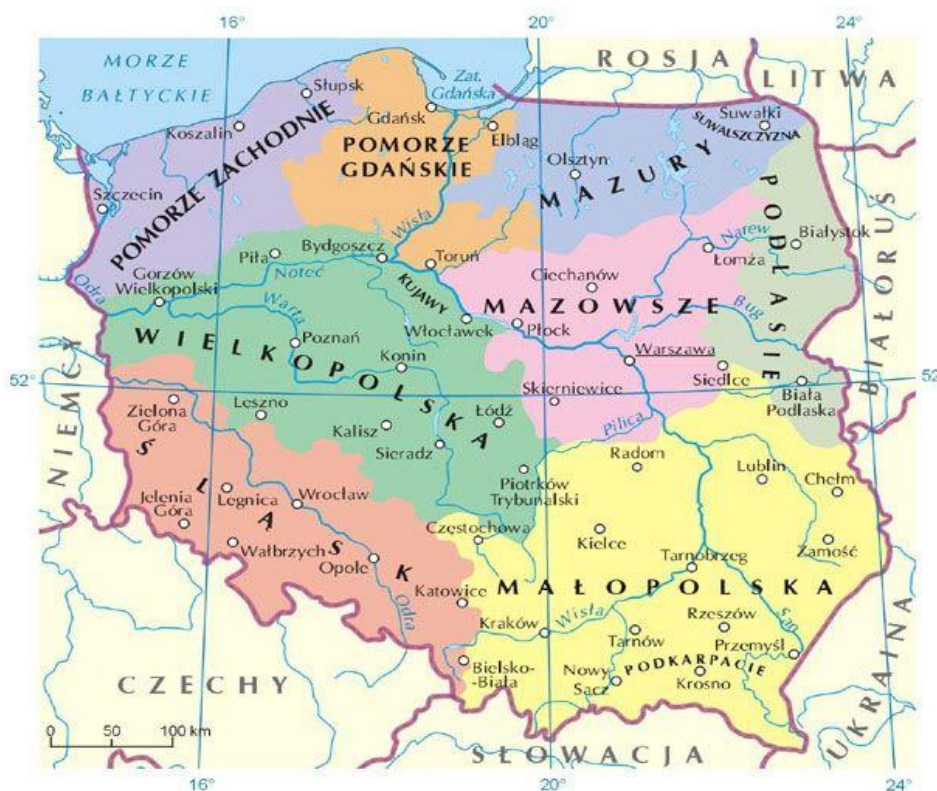 16°
20°
24°
MORZE
BAŁTYCKIE
Zat.
Gdańska
ROSJA
LITWA
Słupsk
Koszalin
Gdańsk
Elbląg
Suwałki
SUWALSZCZYZNA
POMORZE ZACHODNIE
POMORZE
GDAŃSKIE
Olsztyn
MAZURY
PODLASIE
BIAŁORUŚ
Szczecin
Wisła
Narew
Białystok
Łomża
Piła
Bydgoszcz
Toruń
Ciechanów
Odra
Gorzów
Wielkopolski
Noteć
KUJAWY
MAZOWSZE
Bug
Warta
Włocławek
Płock
WIELKOPOLSKA
Poznań
Konin
Warszawa
Siedlce
NIEMCY
52°
52
Skierniewice
Biała
Podlaska
Zielona
Góra
Leszno
Kalisz
Łódź
Sieradz
Pilica
Radom
Lublin
Chełm
Piotrków
Trybunalski
ŚLĄSK
Jelenia
Góra
Legnica
Wrocław
Częstochowa
Kielce
Zamość
Wałbrzych
Opole
Tarnobrzeg
Katowice
MAŁOPOLSKA
Odra
Kraków
Wisła
Rzeszów
San
Tarnów
Przemyśl
Bielsko-
-Biała
Nowy
Sącz
PODKARPACIE
Krosno
CZECHY
UKRAINA
0 50 100 km
SŁOWACJA
16°
20°
24°